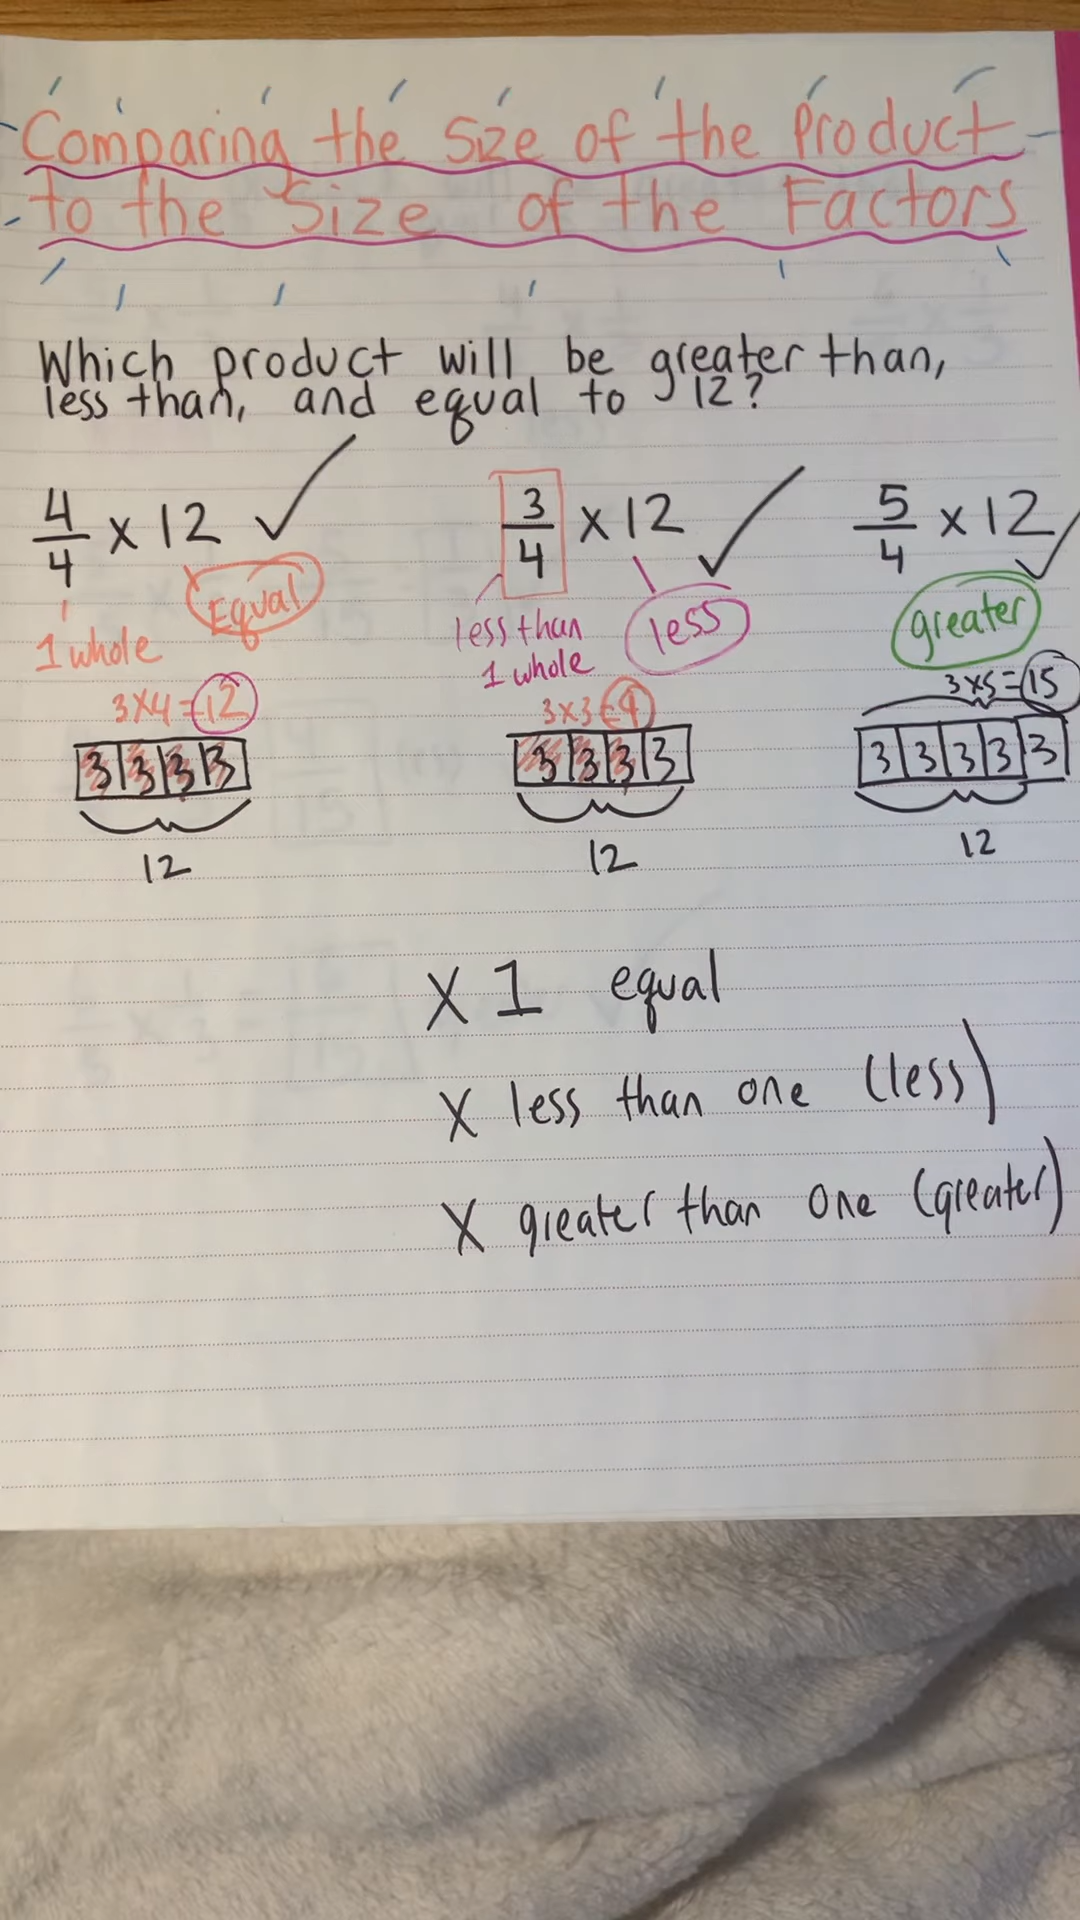 Comparing the Size of the Product
to the Size of the Factors
Which product will be greater than,
less than, and equal to 12?
4/4 x 12 ✓
3/4 x 12 ✓
5/4 x 12 ✓
1 whole
Equal
less than
1 whole
less
greater
3x4=12
3x3=9
3x5=15
3 3 3 3
3 3 3 3
3 3 3 3 3
12
12
12
X 1 equal
X less than one (less)
X greater than one (greater)